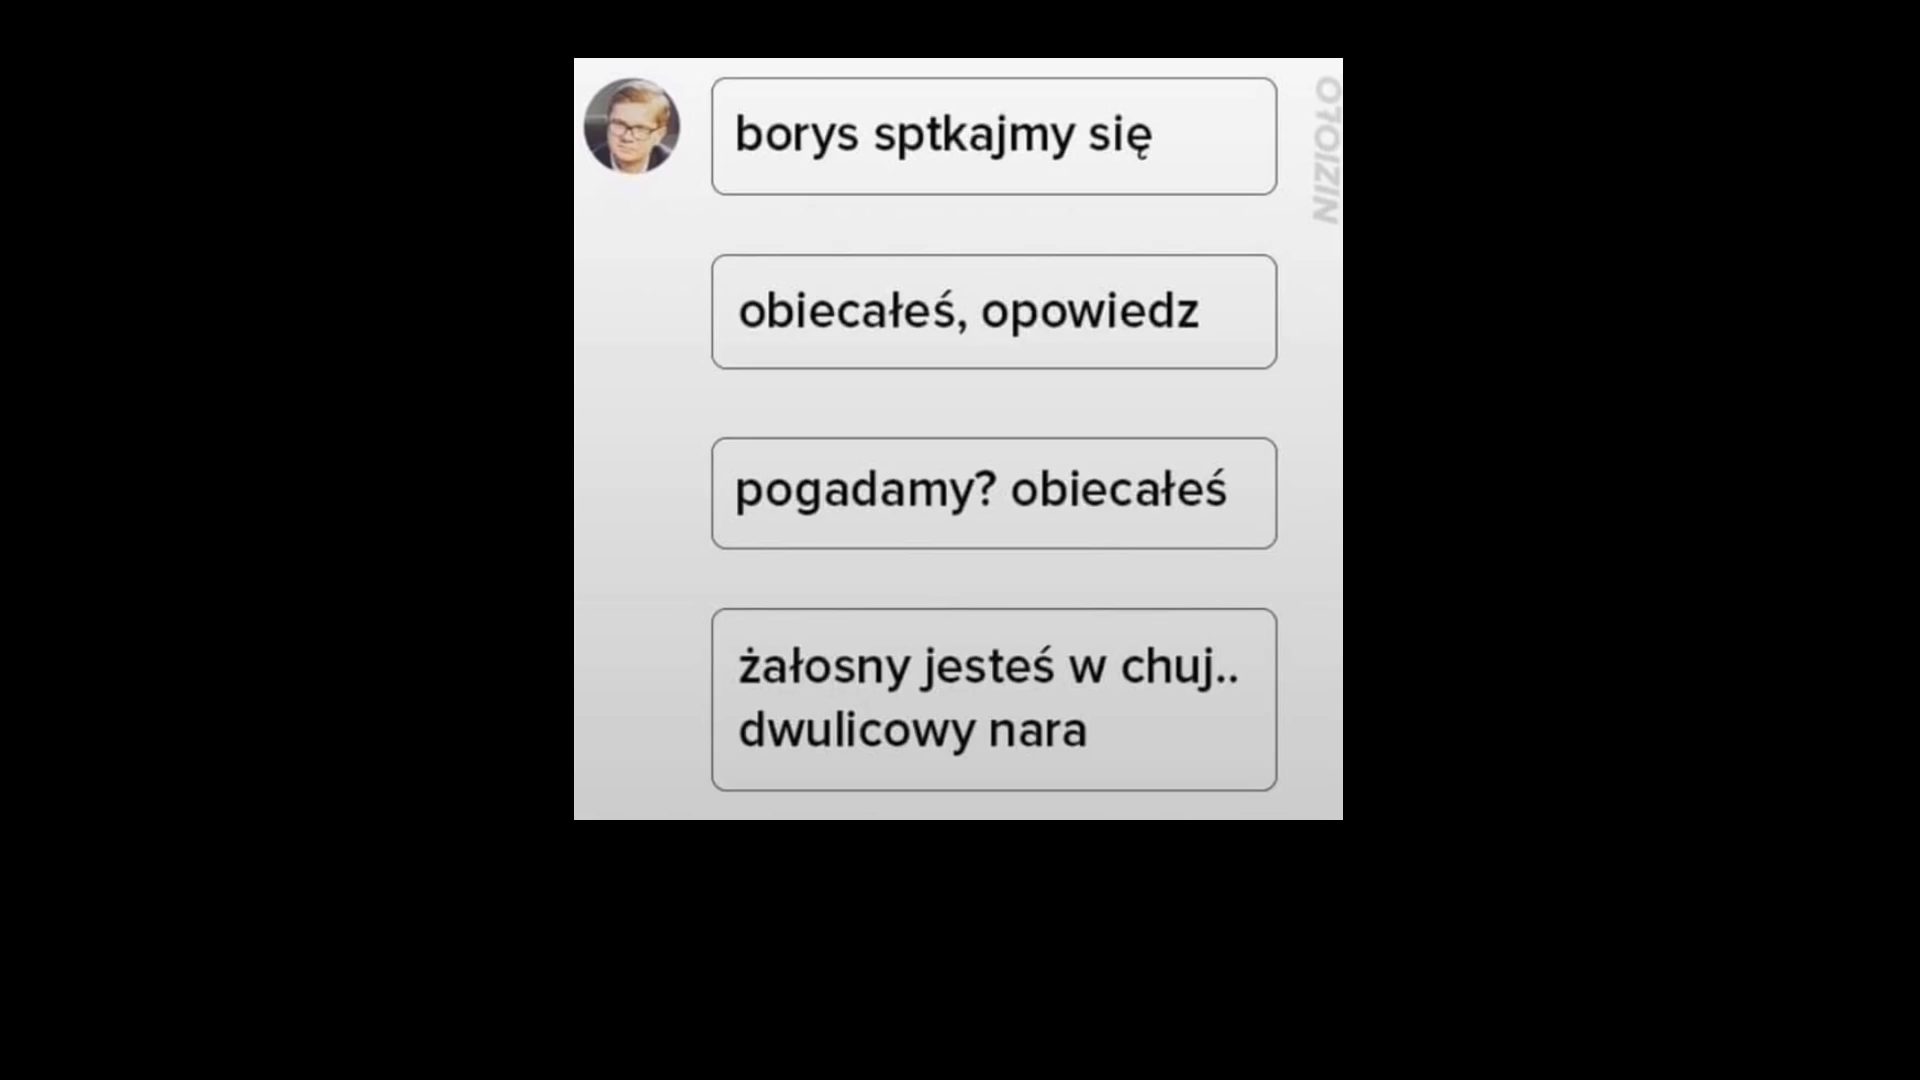 borys sptkajmy się
NIZIOŁO
obiecałeś, opowiedz
pogadamy? obiecałeś
żałosny jesteś w chuj..
dwulicowy nara